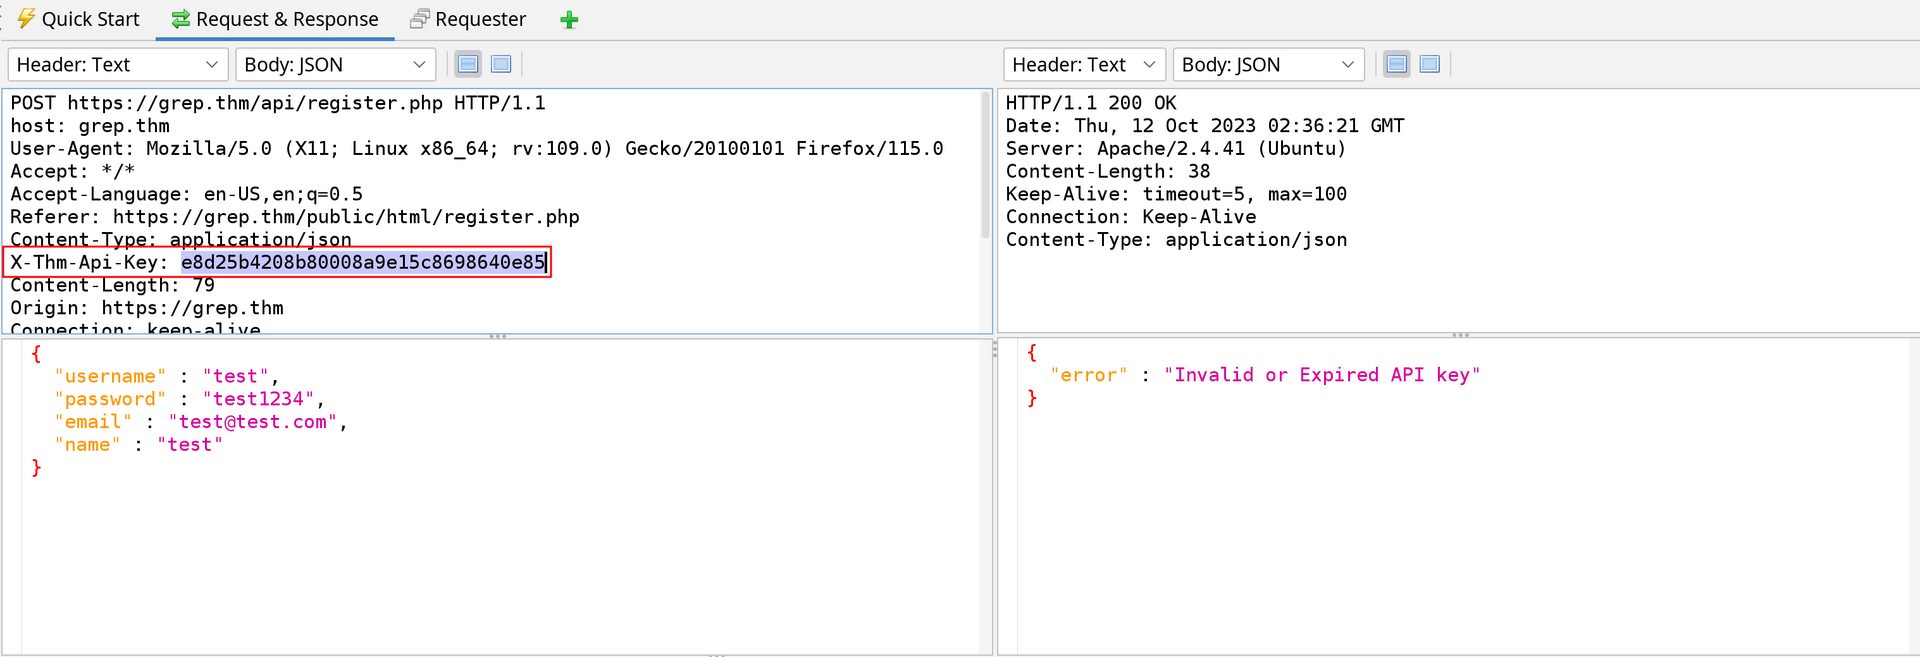 Quick Start Request & Response Requester
Header: Text Body: JSON Header: Text Body: JSON
POST https://grep.thm/api/register.php HTTP/1.1
host: grep.thm
User-Agent: Mozilla/5.0 (X11; Linux x86_64; rv:109.0) Gecko/20100101 Firefox/115.0
Accept: */*
Accept-Language: en-US,en;q=0.5
Referer: https://grep.thm/public/html/register.php
Content-Type: application/json
X-Thm-Api-Key: e8d25b4208b80008a9e15c8698640e85
Content-Length: 79
Origin: https://grep.thm
Connection: keep-alive
{
"username" : "test",
"password" : "test1234",
"email" : "test@test.com",
"name" : "test"
}
HTTP/1.1 200 OK
Date: Thu, 12 Oct 2023 02:36:21 GMT
Server: Apache/2.4.41 (Ubuntu)
Content-Length: 38
Keep-Alive: timeout=5, max=100
Connection: Keep-Alive
Content-Type: application/json
{
"error" : "Invalid or Expired API key"
}